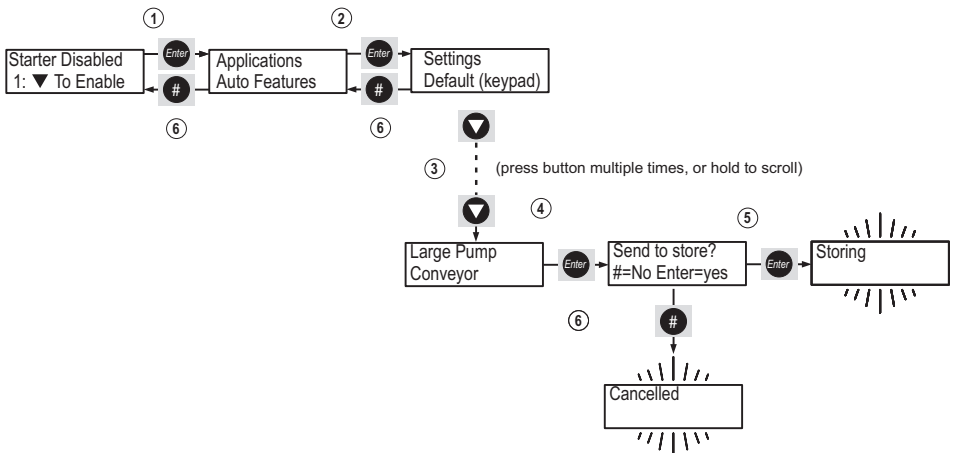 1
2
Starter Disabled
1: ▼ To Enable
Enter
Applications
Auto Features
Enter
Settings
Default (keypad)
#
#
6
6
3
(press button multiple times, or hold to scroll)
4
5
Large Pump
Conveyor
Enter
Send to store?
#=No Enter=yes
Enter
Storing
6
#
Cancelled